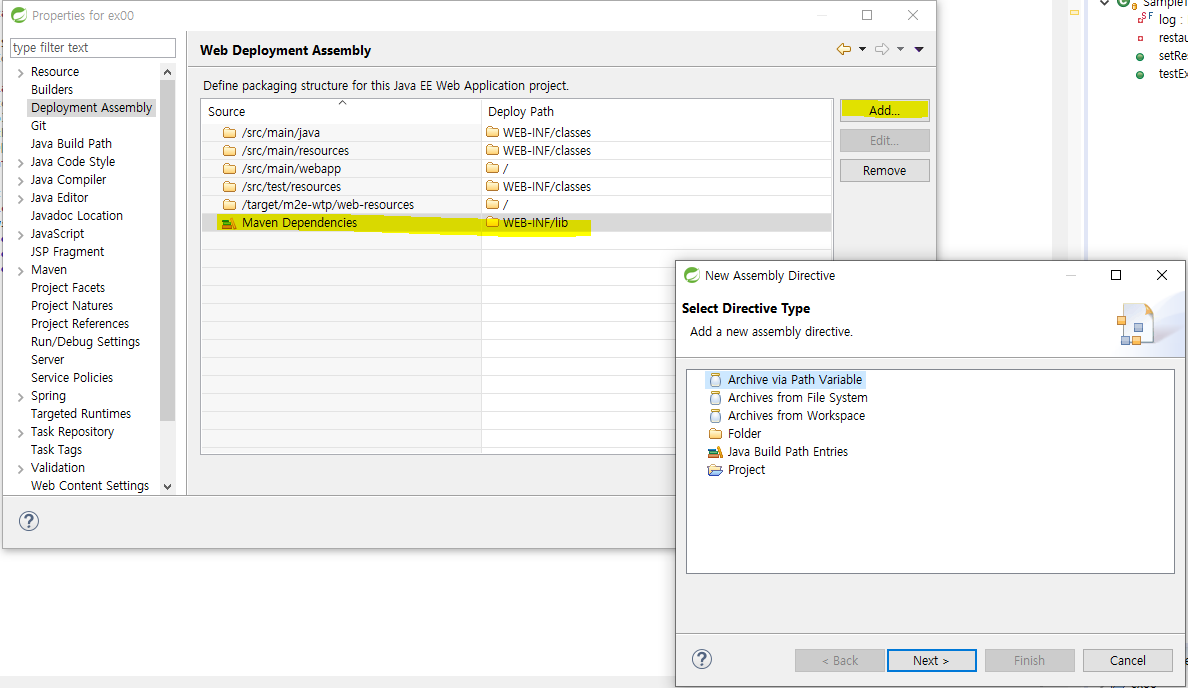 Properties for ex00
type filter text
Resource
Builders
Deployment Assembly
Git
Java Build Path
Java Code Style
Java Compiler
Java Editor
Javadoc Location
JavaScript
JSP Fragment
Maven
Project Facets
Project Natures
Project References
Run/Debug Settings
Server
Service Policies
Spring
Targeted Runtimes
Task Repository
Task Tags
Validation
Web Content Settings
Web Deployment Assembly
Define packaging structure for this Java EE Web Application project.
Source Deploy Path
/src/main/java WEB-INF/classes
/src/main/resources WEB-INF/classes
/src/main/webapp /
/src/test/resources WEB-INF/classes
/target/m2e-wtp/web-resources /
Maven Dependencies WEB-INF/lib
Add...
Edit...
Remove
New Assembly Directive
Select Directive Type
Add a new assembly directive.
Archive via Path Variable
Archives from File System
Archives from Workspace
Folder
Java Build Path Entries
Project
< Back
Next >
Finish
Cancel
log :